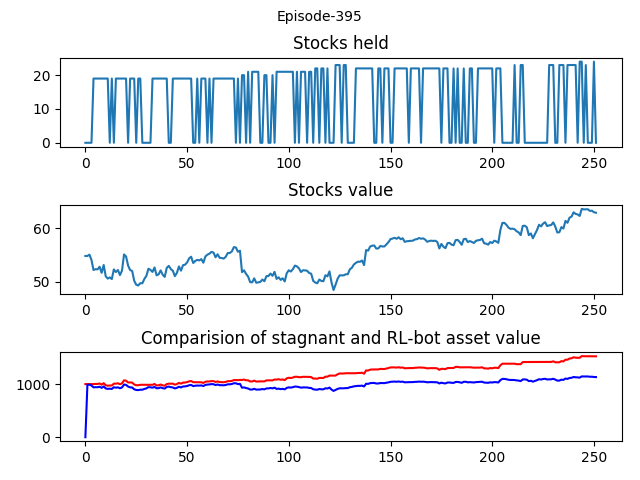 Episode-395
Stocks held
20
10
0
0 50 100 150 200 250
Stocks value
60
50
0 50 100 150 200 250
Comparision of stagnant and RL-bot asset value
1000
0
0 50 100 150 200 250